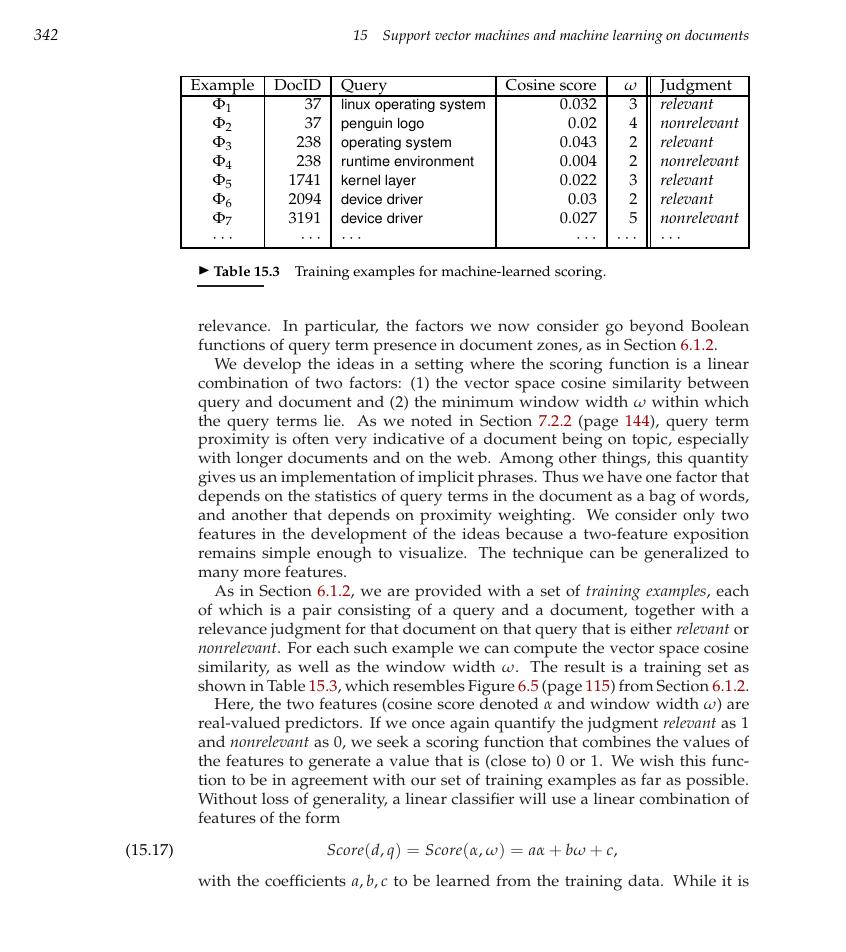 342
15 Support vector machines and machine learning on documents
Example DocID Query Cosine score ω Judgment
Φ1 37 linux operating system 0.032 3 relevant
Φ2 37 penguin logo 0.02 4 nonrelevant
Φ3 238 operating system 0.043 2 relevant
Φ4 238 runtime environment 0.004 2 nonrelevant
Φ5 1741 kernel layer 0.022 3 relevant
Φ6 2094 device driver 0.03 2 relevant
Φ7 3191 device driver 0.027 5 nonrelevant
· · · · · · · · · · · · · · · · · ·
► Table 15.3 Training examples for machine-learned scoring.
relevance. In particular, the factors we now consider go beyond Boolean
functions of query term presence in document zones, as in Section 6.1.2.
We develop the ideas in a setting where the scoring function is a linear
combination of two factors: (1) the vector space cosine similarity between
query and document and (2) the minimum window width ω within which
the query terms lie. As we noted in Section 7.2.2 (page 144), query term
proximity is often very indicative of a document being on topic, especially
with longer documents and on the web. Among other things, this quantity
gives us an implementation of implicit phrases. Thus we have one factor that
depends on the statistics of query terms in the document as a bag of words,
and another that depends on proximity weighting. We consider only two
features in the development of the ideas because a two-feature exposition
remains simple enough to visualize. The technique can be generalized to
many more features.
As in Section 6.1.2, we are provided with a set of training examples, each
of which is a pair consisting of a query and a document, together with a
relevance judgment for that document on that query that is either relevant or
nonrelevant. For each such example we can compute the vector space cosine
similarity, as well as the window width ω. The result is a training set as
shown in Table 15.3, which resembles Figure 6.5 (page 115) from Section 6.1.2.
Here, the two features (cosine score denoted α and window width ω) are
real-valued predictors. If we once again quantify the judgment relevant as 1
and nonrelevant as 0, we seek a scoring function that combines the values of
the features to generate a value that is (close to) 0 or 1. We wish this func-
tion to be in agreement with our set of training examples as far as possible.
Without loss of generality, a linear classifier will use a linear combination of
features of the form
(15.17) Score(d, q) = Score(α, ω) = aα + bω + c,
with the coefficients a, b, c to be learned from the training data. While it is